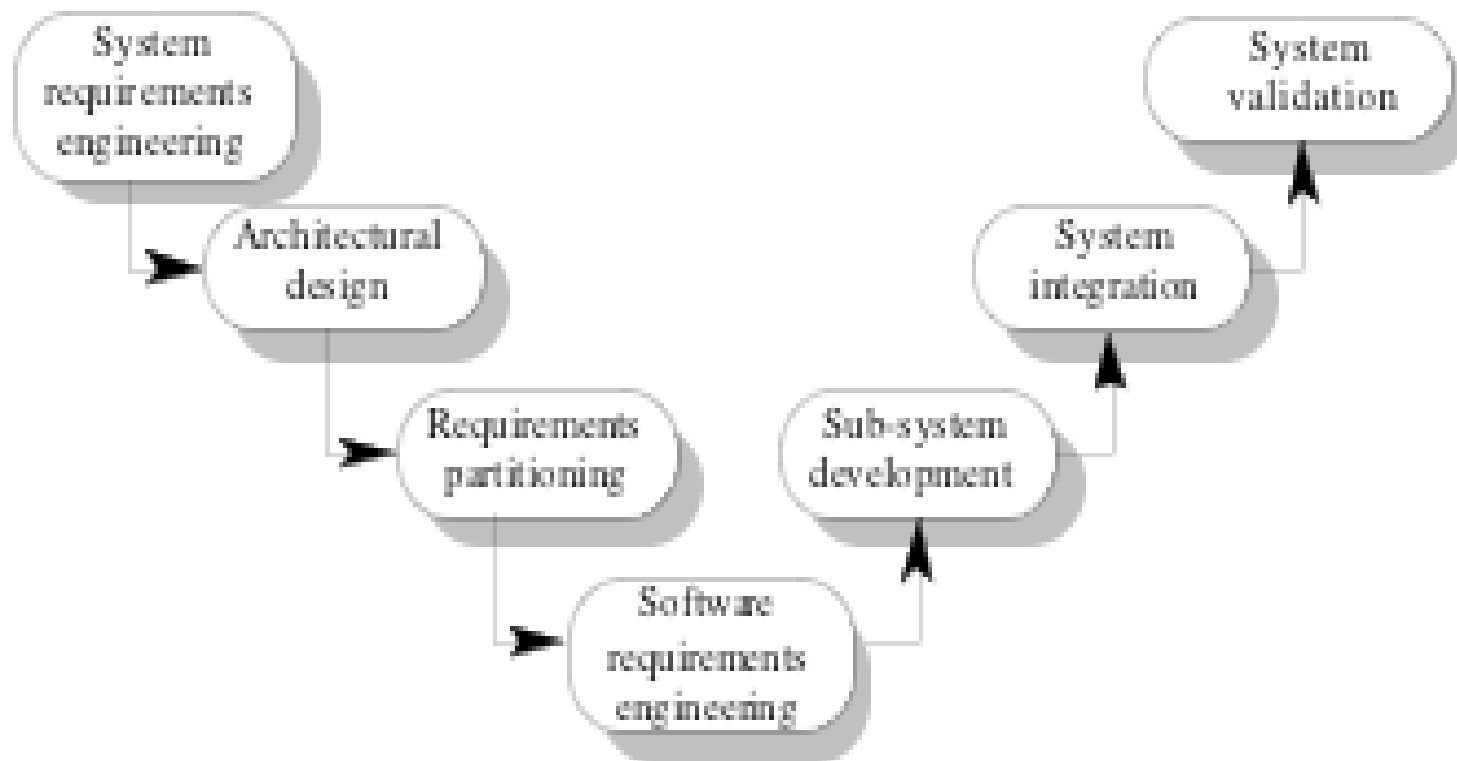 System
requirements
engineering
Architectural
design
Requirements
partitioning
Software
requirements
engineering
Sub-system
development
System
integration
System
validation